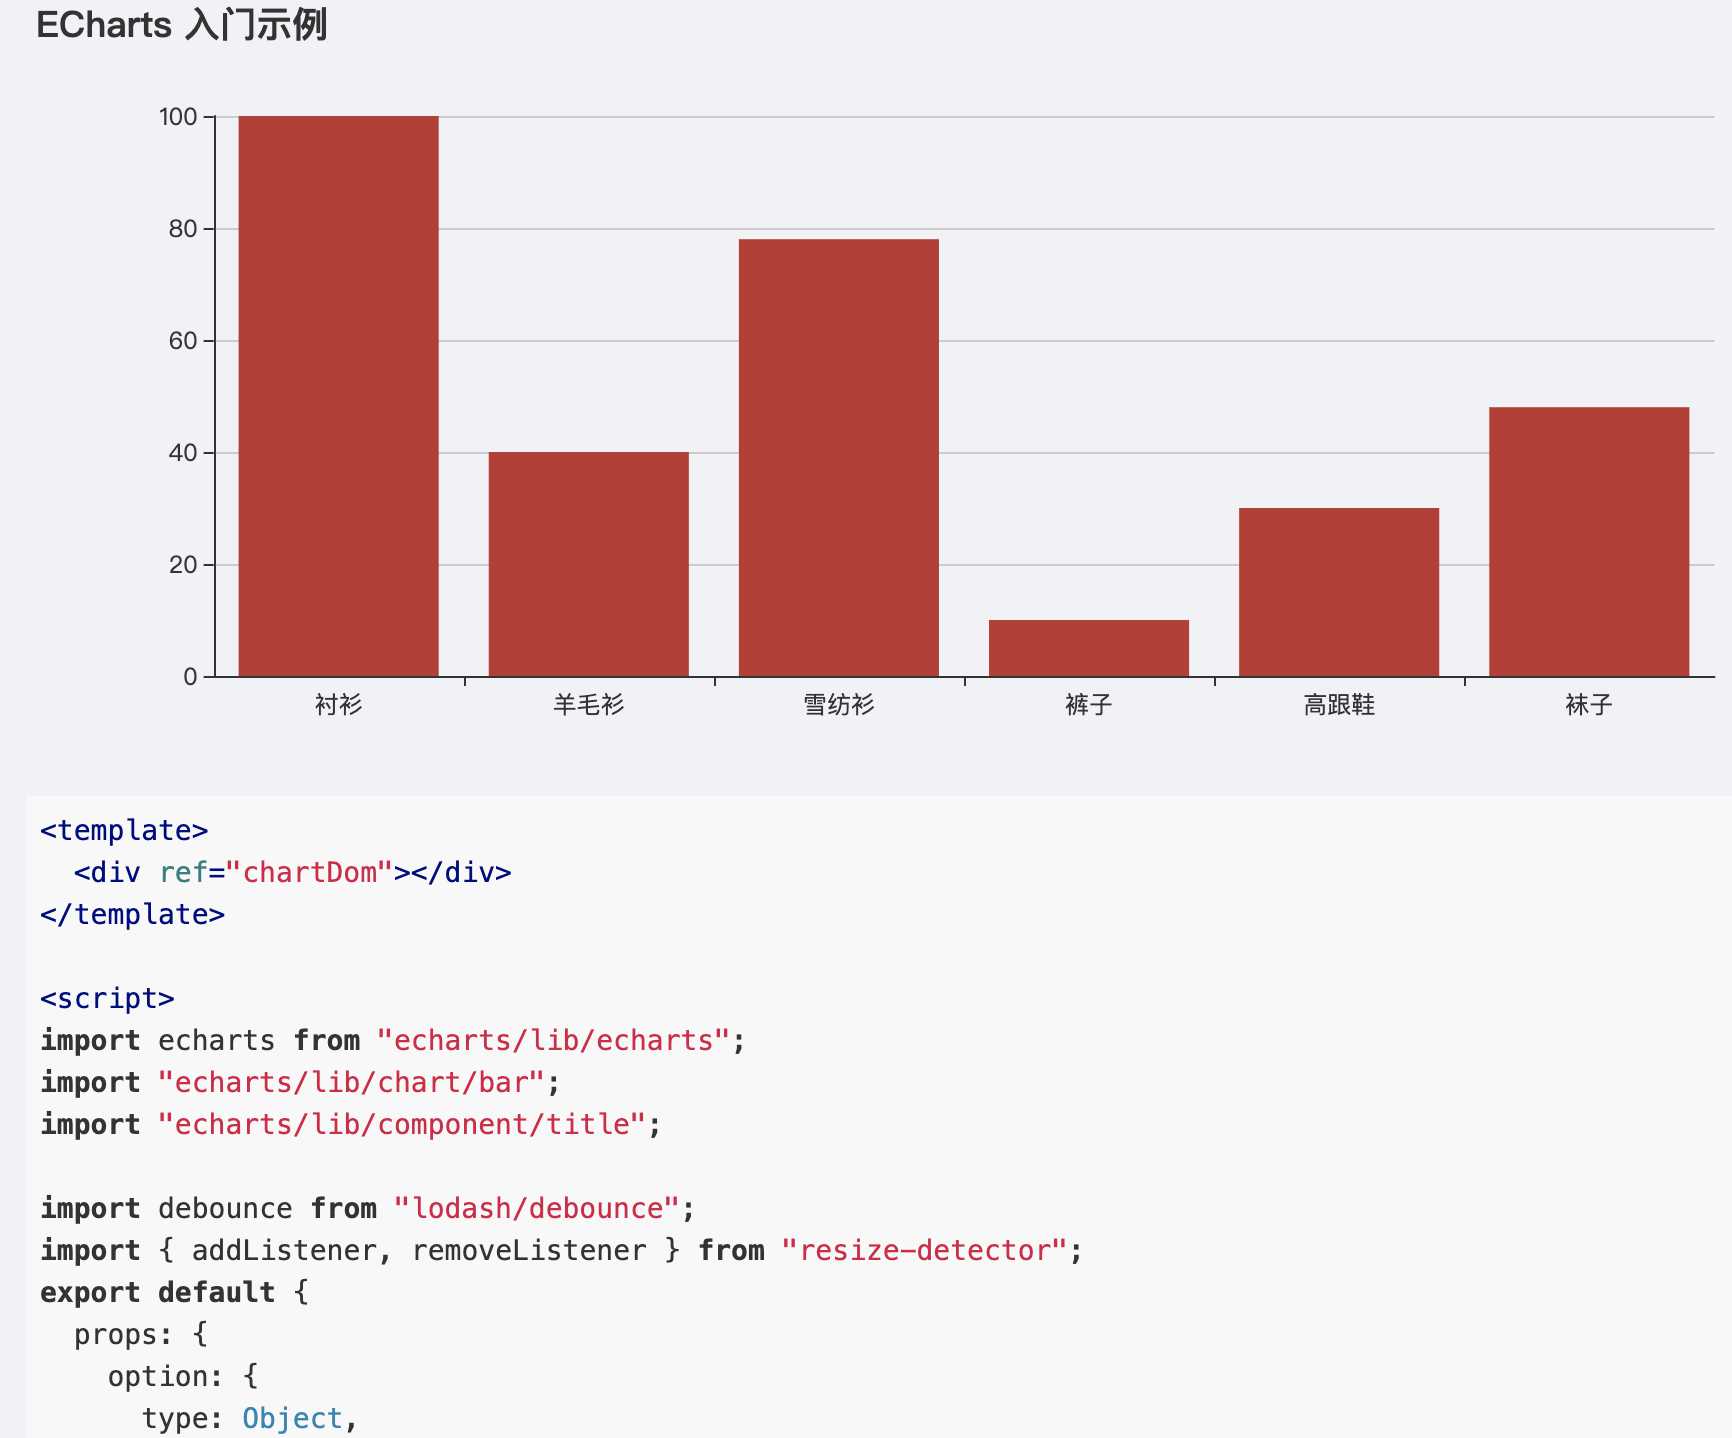 ECharts 入门示例
100
80
60
40
20
0
衬衫 羊毛衫 雪纺衫 裤子 高跟鞋 袜子
<template>
  <div ref="chartDom"></div>
</template>

<script>
import echarts from "echarts/lib/echarts";
import "echarts/lib/chart/bar";
import "echarts/lib/component/title";

import debounce from "lodash/debounce";
import { addListener, removeListener } from "resize-detector";
export default {
  props: {
    option: {
      type: Object,